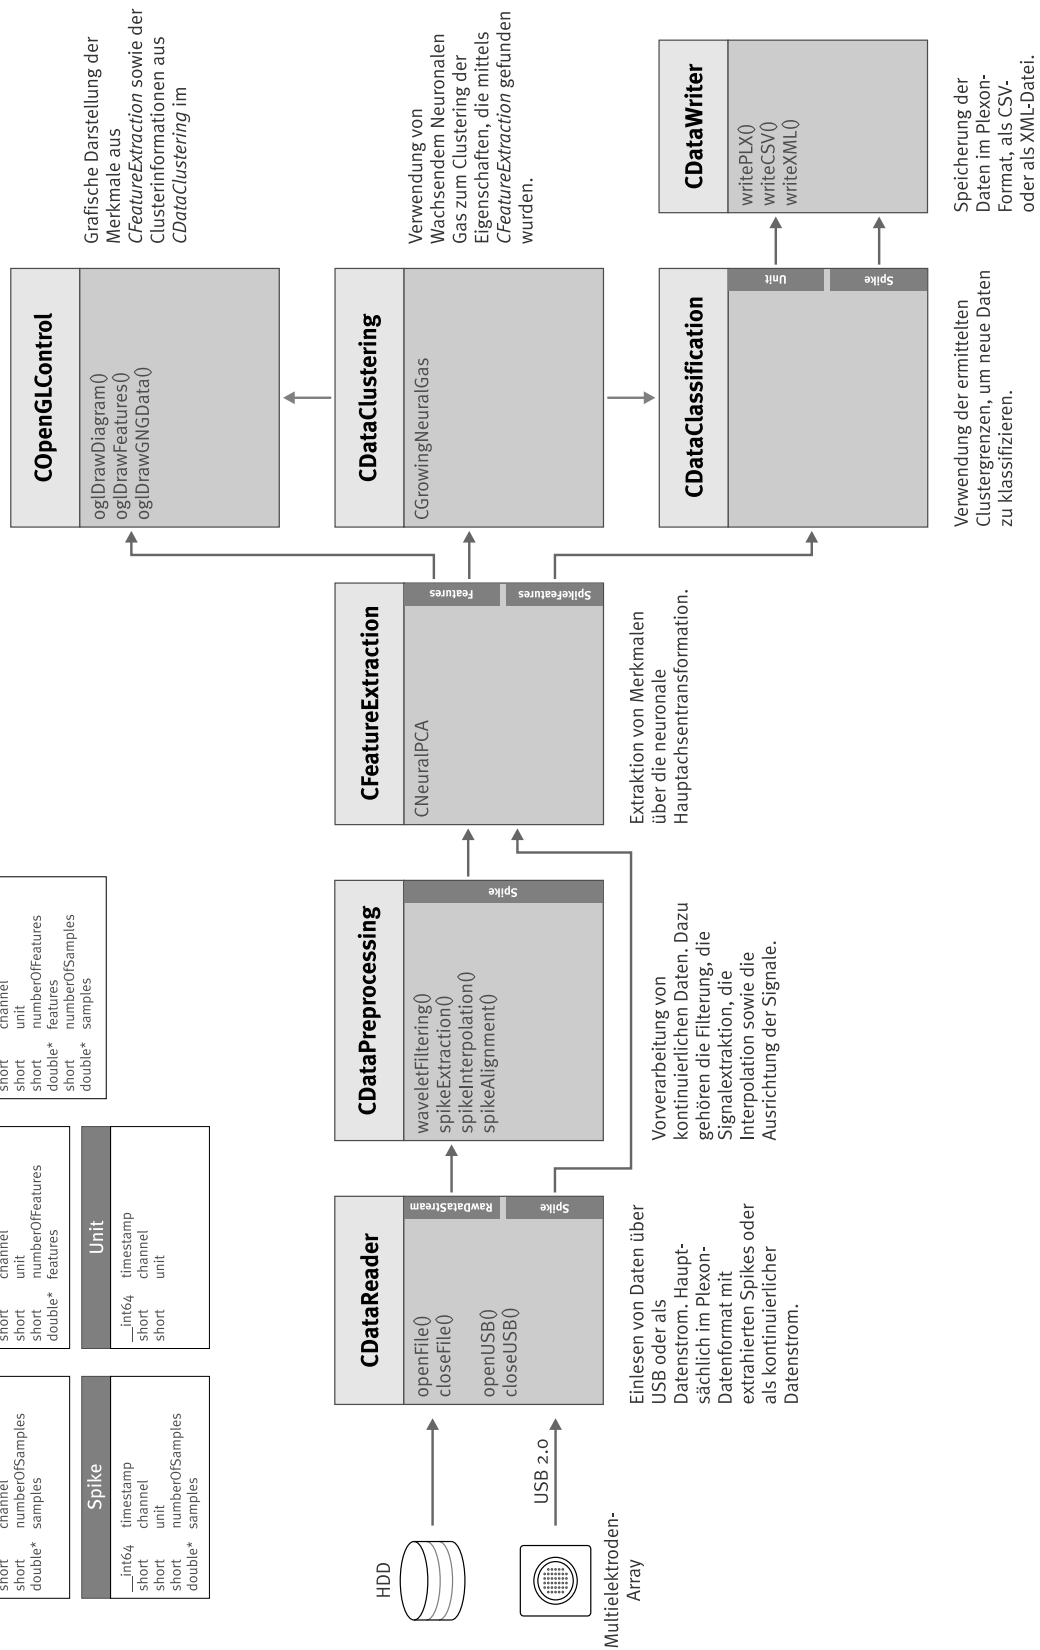 short channel
short numberOfSamples
double* samples
short channel
short unit
short numberOfFeatures
double* features
short channel
short unit
short numberOfFeatures
double* features
short numberOfSamples
double* samples
Spike
__int64 timestamp
short channel
short unit
short numberOfSamples
double* samples
Unit
__int64 timestamp
short channel
short unit
HDD
USB 2.0
Multielektroden-
Array
CDataReader
openFile()
closeFile()
openUSB()
closeUSB()
RawDataStream
Spike
Einlesen von Daten über
USB oder als
Datenstrom. Haupt-
sächlich im Plexon-
Datenformat mit
extrahierten Spikes oder
als kontinuierlicher
Datenstrom.
CDataPreprocessing
waveletFiltering()
spikeExtraction()
spikeInterpolation()
spikeAlignment()
Spike
Vorverarbeitung von
kontinuierlichen Daten. Dazu
gehören die Filterung, die
Signalextraktion, die
Interpolation sowie die
Ausrichtung der Signale.
CFeatureExtraction
CNeuralPCA
Features
SpikeFeatures
Extraktion von Merkmalen
über die neuronale
Hauptachsentransformation.
COpenGLControl
oglDrawDiagram()
oglDrawFeatures()
oglDrawGNGData()
Grafische Darstellung der
Merkmale aus
CFeatureExtraction sowie der
Clusterinformationen aus
CDataClustering im
CDataClustering
CGrowingNeuralGas
Verwendung von
Wachsendem Neuronalen
Gas zum Clustering der
Eigenschaften, die mittels
CFeatureExtraction gefunden
wurden.
CDataClassification
Unit
Spike
Verwendung der ermittelten
Clustergrenzen, um neue Daten
zu klassifizieren.
CDataWriter
writePLX()
writeCSV()
writeXML()
Speicherung der
Daten im Plexon-
Format, als CSV-
oder als XML-Datei.